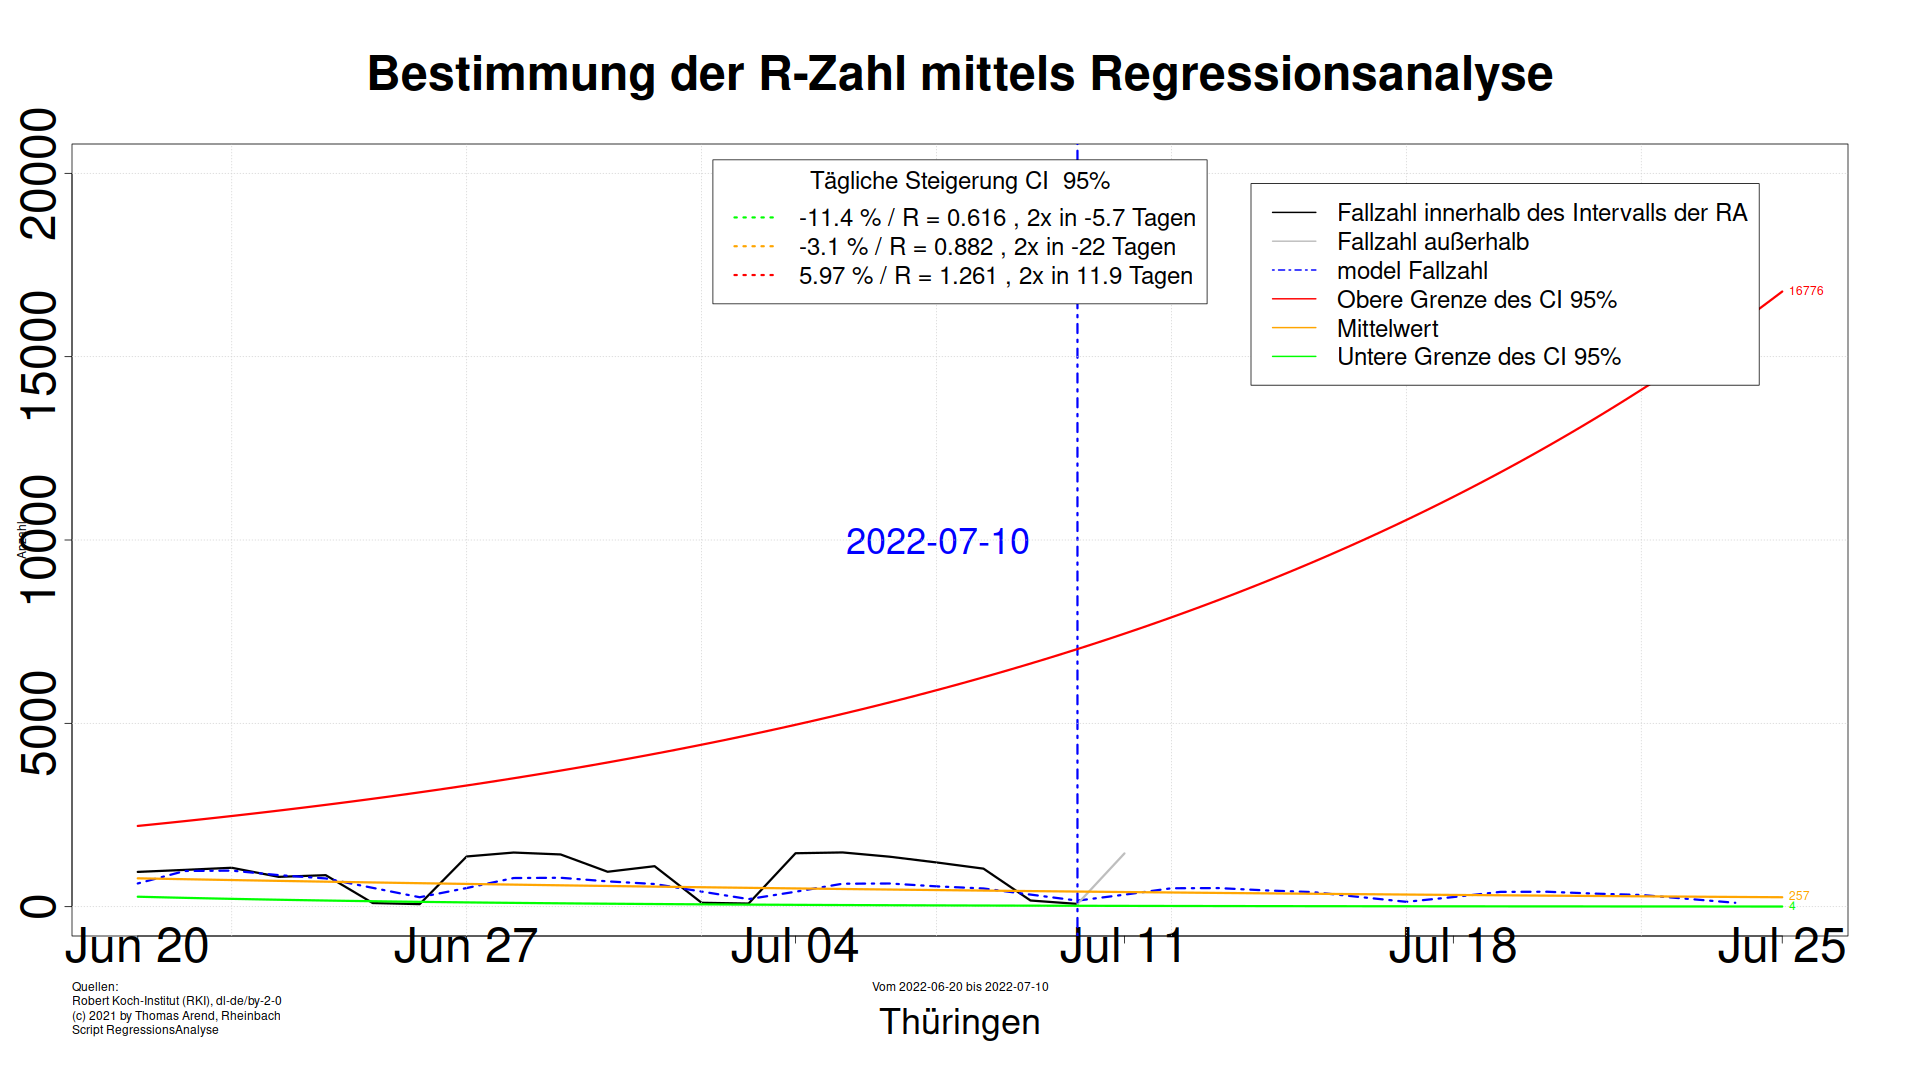 Bestimmung der R-Zahl mittels Regressionsanalyse
Anzahl
20000
15000
10000
5000
0
Tägliche Steigerung CI  95%
-11.4 % / R = 0.616 , 2x in -5.7 Tagen
-3.1 % / R = 0.882 , 2x in -22 Tagen
5.97 % / R = 1.261 , 2x in 11.9 Tagen
Fallzahl innerhalb des Intervalls der RA
Fallzahl außerhalb
model Fallzahl
Obere Grenze des CI 95%
Mittelwert
Untere Grenze des CI 95%
16776
2022-07-10
257
4
Jun 20
Jun 27
Jul 04
Jul 11
Jul 18
Jul 25
Quellen:
Robert Koch-Institut (RKI), dl-de/by-2-0
(c) 2021 by Thomas Arend, Rheinbach
Script RegressionsAnalyse
Vom 2022-06-20 bis 2022-07-10
Thüringen